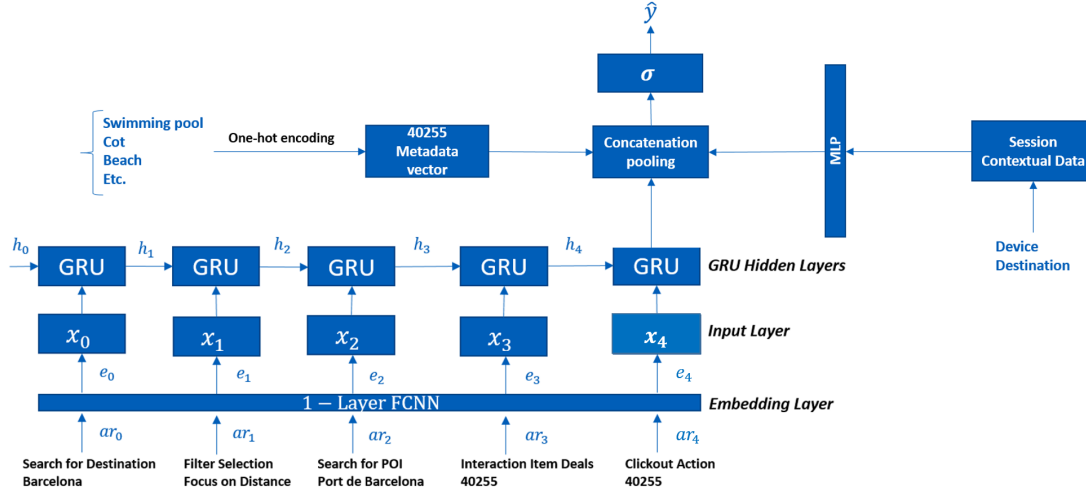 ŷ
σ
Swimming pool
Cot
Beach
Etc.
One-hot encoding
40255
Metadata
vector
Concatenation
pooling
MLP
Session
Contextual Data
Device
Destination
h₀
GRU
h₁
GRU
h₂
GRU
h₃
GRU
h₄
GRU
GRU Hidden Layers
x₀
x₁
x₂
x₃
x₄
Input Layer
e₀
e₁
e₂
e₃
e₄
1 − Layer FCNN
Embedding Layer
ar₀
ar₁
ar₂
ar₃
ar₄
Search for Destination
Barcelona
Filter Selection
Focus on Distance
Search for POI
Port de Barcelona
Interaction Item Deals
40255
Clickout Action
40255